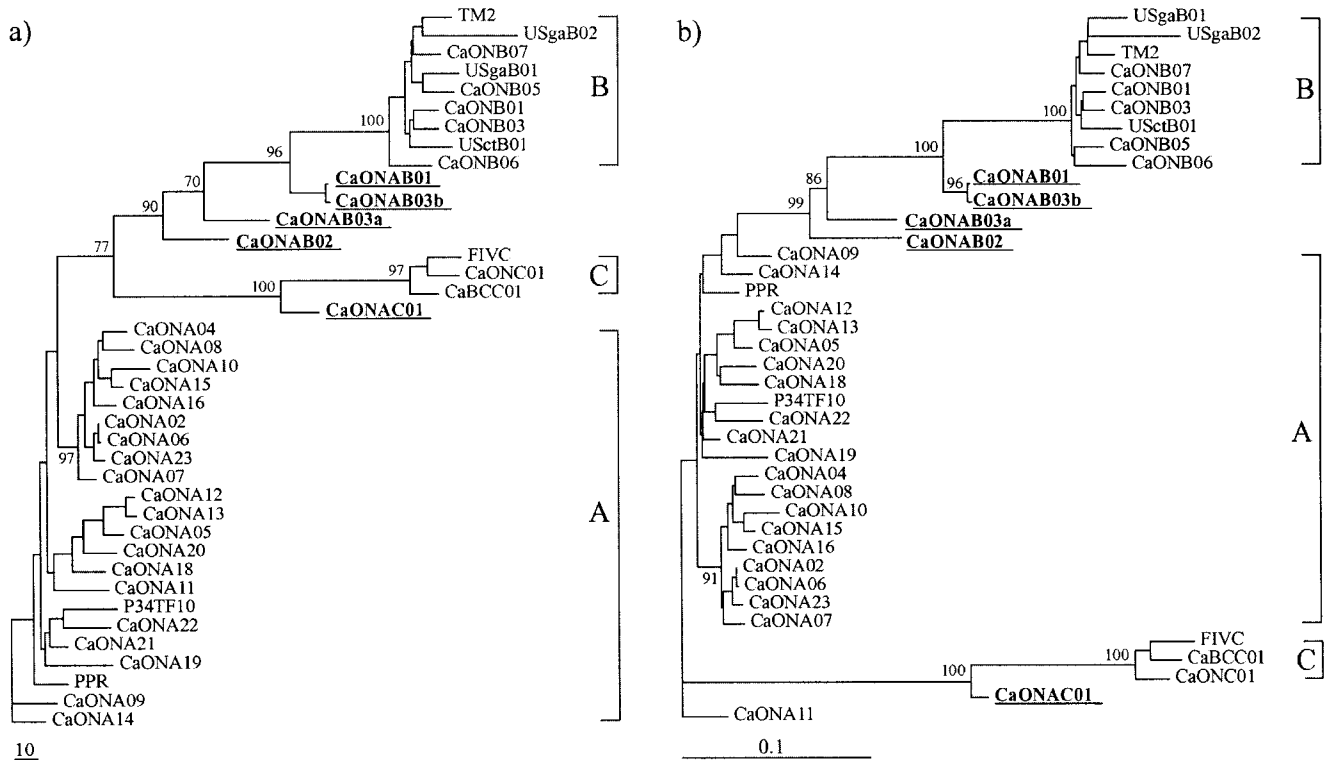 a)
TM2
USgaB02
CaONB07
USgaB01
CaONB05
CaONB01
CaONB03
USctB01
CaONB06
B
100
96
CaONAB01
CaONAB03b
70
CaONAB03a
90
CaONAB02
77
FIVC
97
CaONC01
CaBCC01
C
100
CaONAC01
CaONA04
CaONA08
CaONA10
CaONA15
CaONA16
CaONA02
CaONA06
97
CaONA23
CaONA07
CaONA12
CaONA13
A
CaONA05
CaONA20
CaONA18
CaONA11
P34TF10
CaONA22
CaONA21
CaONA19
PPR
CaONA09
CaONA14
10
b)
USgaB01
USgaB02
TM2
CaONB07
CaONB01
B
100
CaONB03
USctB01
CaONB05
CaONB06
100
CaONAB01
96
CaONAB03b
86
CaONAB03a
99
CaONAB02
CaONA09
CaONA14
PPR
CaONA12
CaONA13
CaONA05
CaONA20
CaONA18
P34TF10
CaONA22
A
CaONA21
CaONA19
CaONA04
CaONA08
CaONA10
CaONA15
CaONA16
CaONA02
91
CaONA06
CaONA23
CaONA07
FIVC
100
CaBCC01
C
CaONC01
100
CaONAC01
CaONA11
0.1